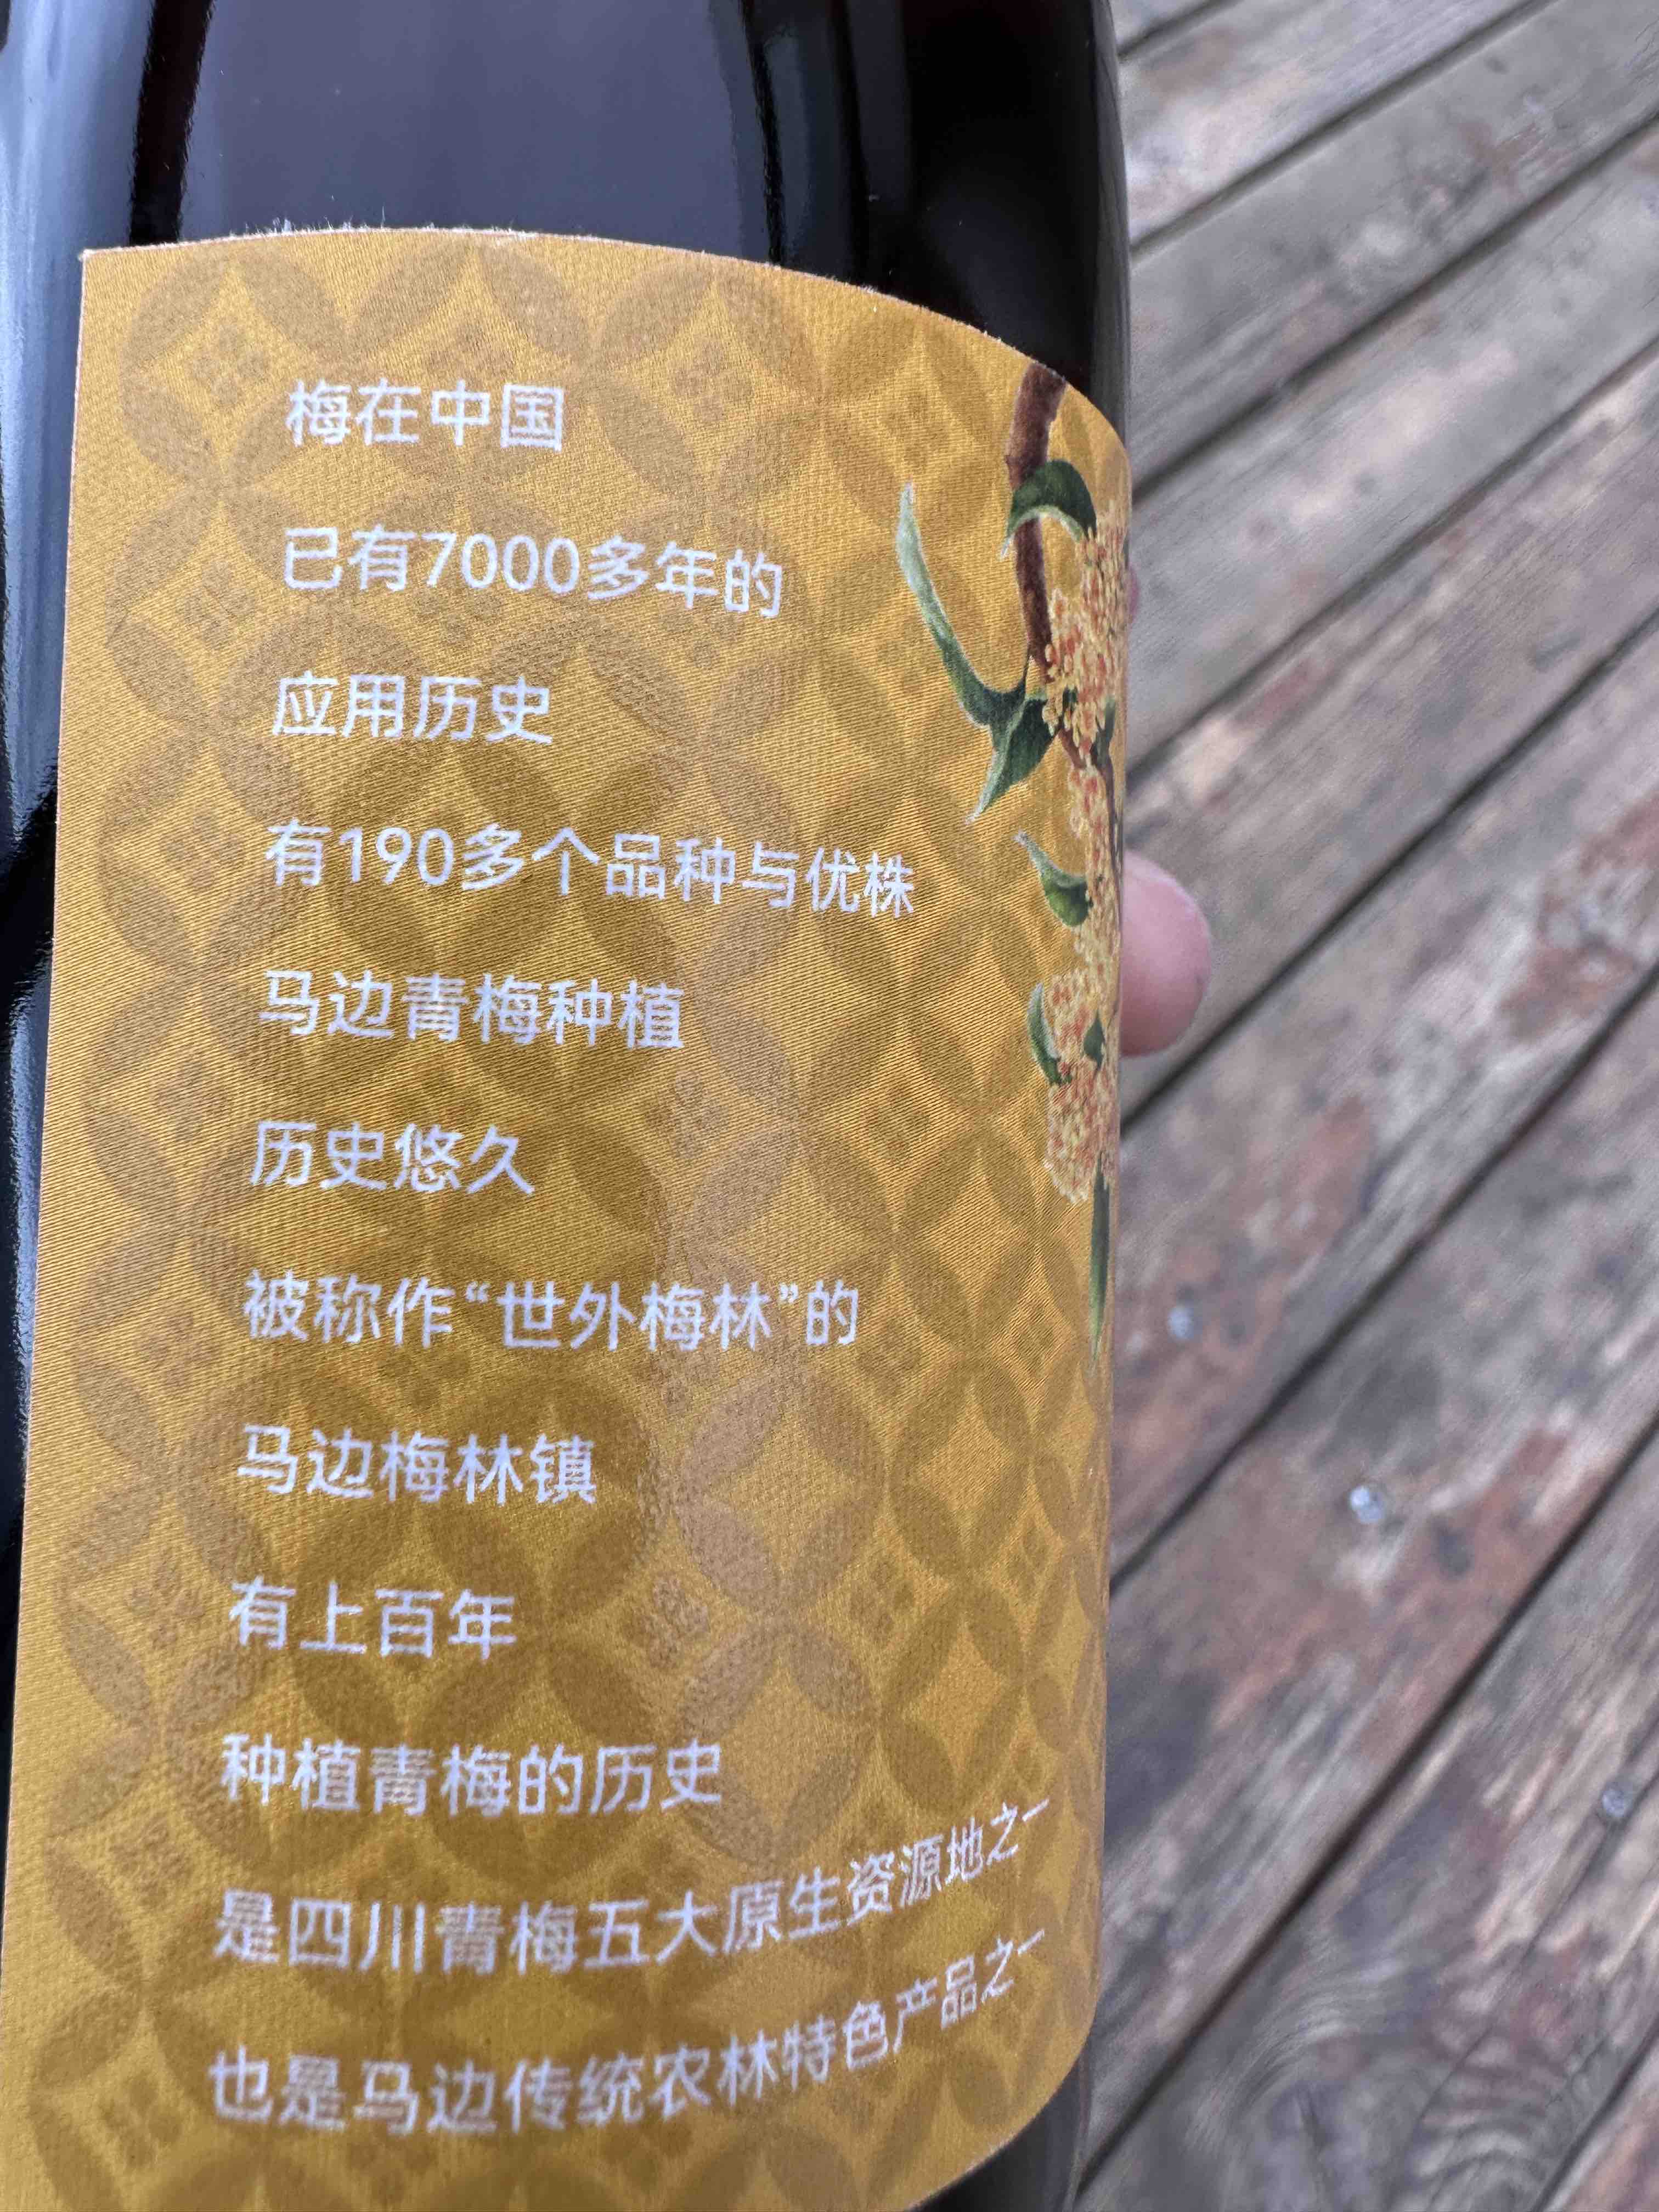 梅在中国
已有7000多年的
应用历史
有190多个品种与优株
马边青梅种植
历史悠久
被称作“世外梅林”的
马边梅林镇
有上百年
种植青梅的历史
是四川青梅五大原生资源地之一
也是马边传统农林特色产品之一